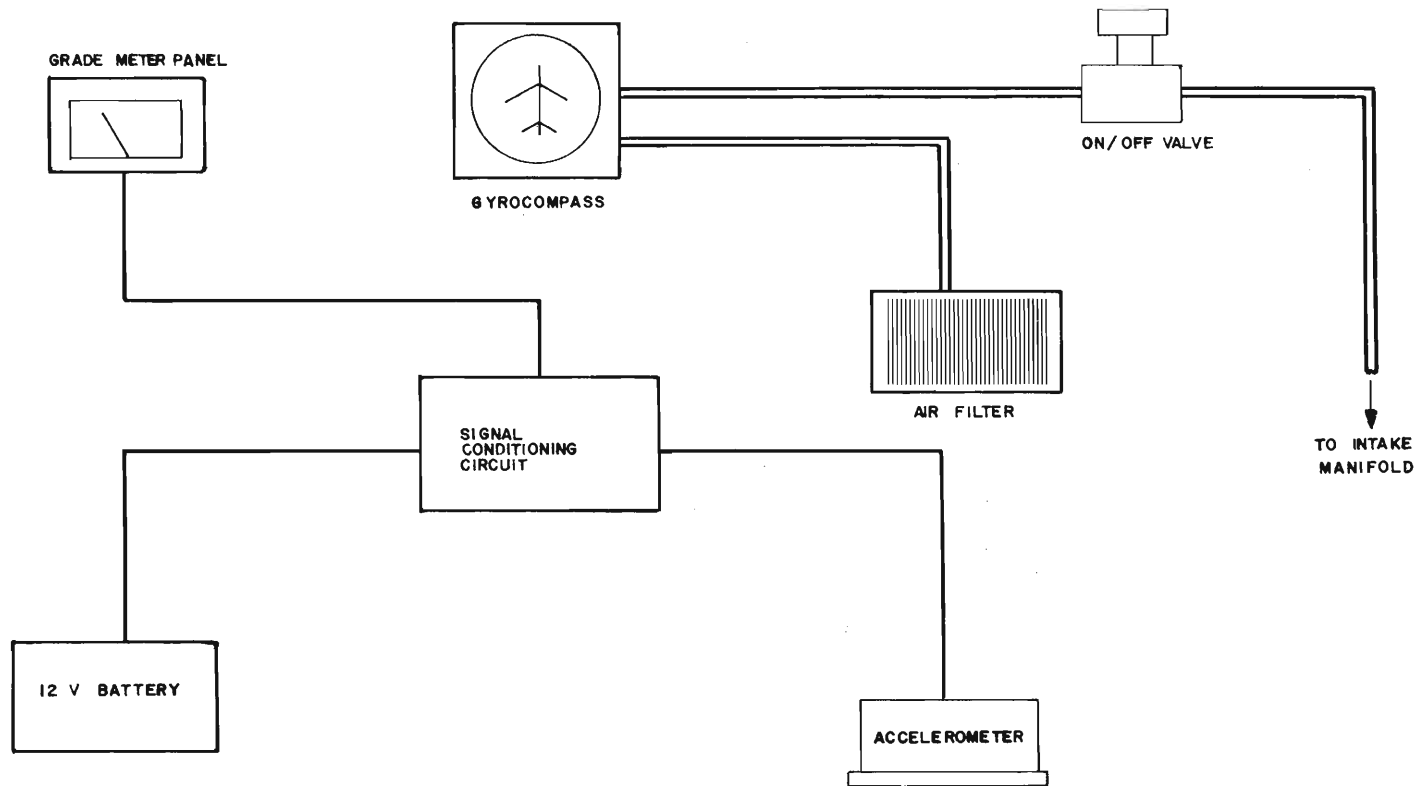 GRADE METER PANEL
ON/OFF VALVE
GYROCOMPASS
AIR FILTER
SIGNAL
CONDITIONING
CIRCUIT
TO INTAKE
MANIFOLD
12 V BATTERY
ACCELEROMETER